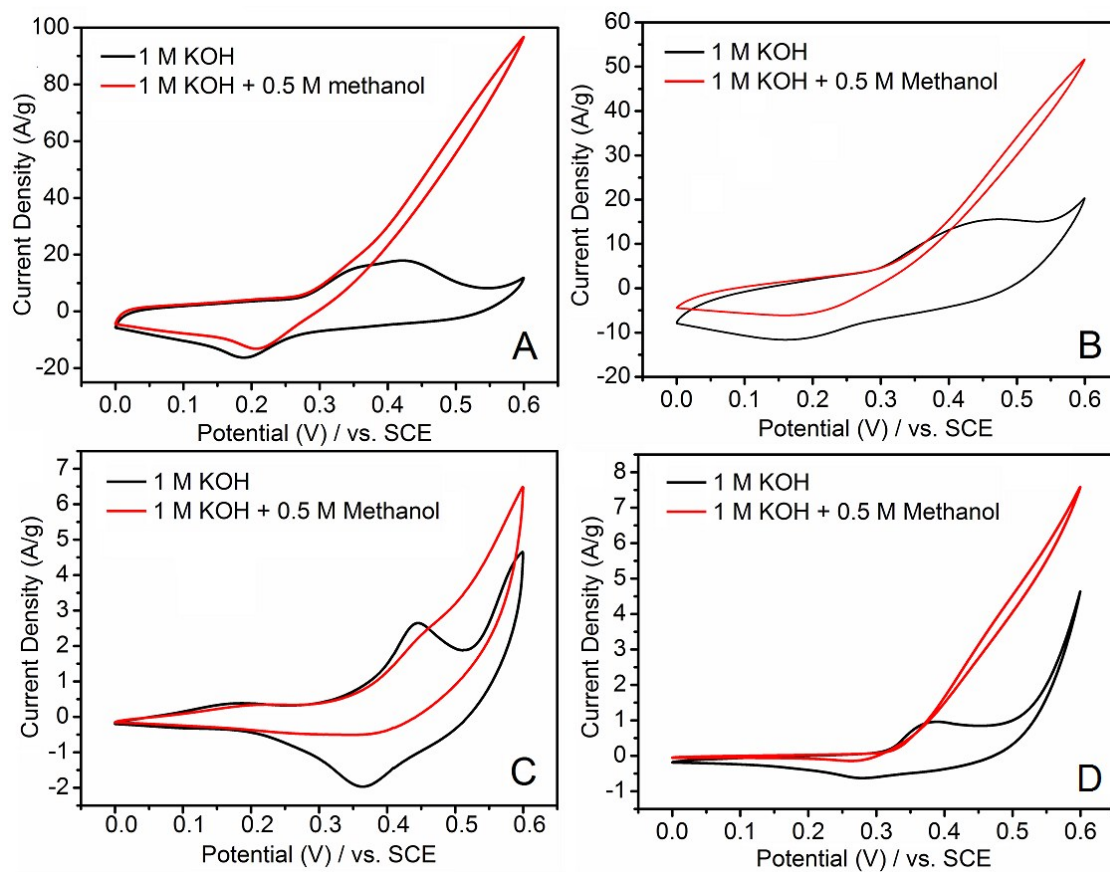 100
80
60
40
20
0
-20
Current Density (A/g)
1 M KOH
1 M KOH + 0.5 M methanol
A
0.0 0.1 0.2 0.3 0.4 0.5 0.6
Potential (V) / vs. SCE
60
50
40
30
20
10
0
-10
-20
Current Density (A/g)
1 M KOH
1 M KOH + 0.5 M Methanol
B
0.0 0.1 0.2 0.3 0.4 0.5 0.6
Potential (V) / vs. SCE
7
6
5
4
3
2
1
0
-1
-2
Current Density (A/g)
1 M KOH
1 M KOH + 0.5 M Methanol
C
0.0 0.1 0.2 0.3 0.4 0.5 0.6
Potential (V) / vs. SCE
8
7
6
5
4
3
2
1
0
-1
Current Density (A/g)
1 M KOH
1 M KOH + 0.5 M Methanol
D
0.0 0.1 0.2 0.3 0.4 0.5 0.6
Potential (V) / vs. SCE